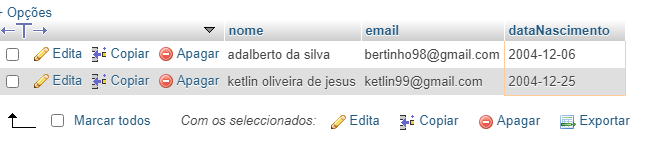 + Opções
←T→ nome email dataNascimento
Edita Copiar Apagar adalberto da silva bertinho98@gmail.com 2004-12-06
Edita Copiar Apagar ketlin oliveira de jesus ketlin99@gmail.com 2004-12-25
Marcar todos Com os seleccionados: Edita Copiar Apagar Exportar